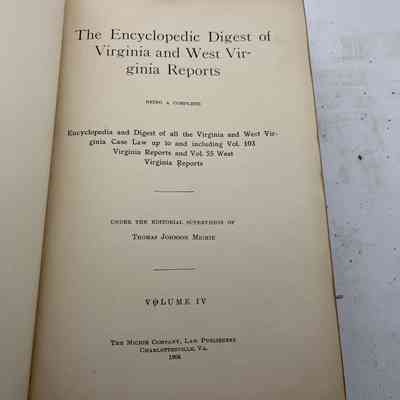 The Encyclopedic Digest of
Virginia and West Vir-
ginia Reports
BEING A COMPLETE
Encyclopedia and Digest of all the Virginia and West Vir-
ginia Case Law up to and including Vol. 103
Virginia Reports and Vol. 55 West
Virginia Reports
UNDER THE EDITORIAL SUPERVISION OF
THOMAS JOHNSON MICHIE
VOLUME IV
THE MICHIE COMPANY, LAW PUBLISHERS
CHARLOTTESVILLE, VA.